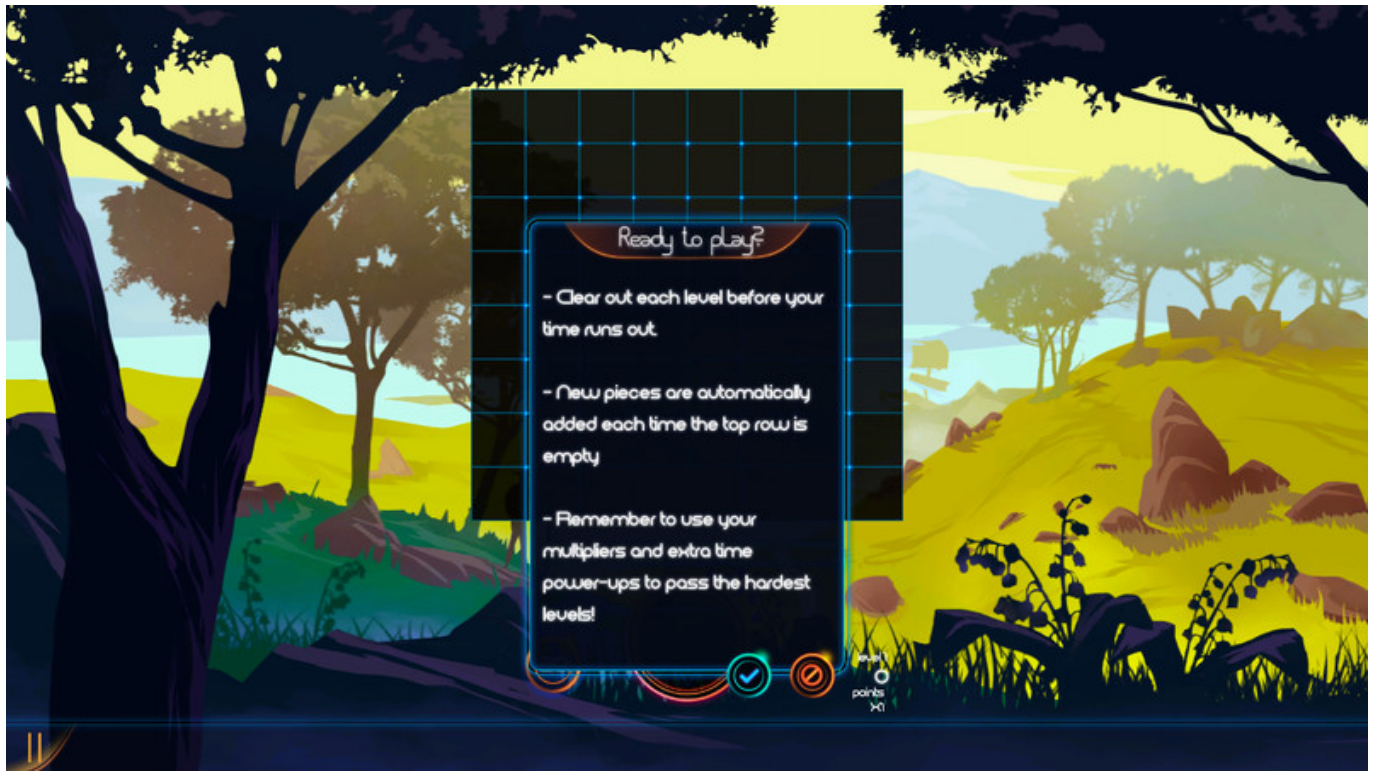 Ready to play?
- Clear out each level before your
time runs out.
- New pieces are automatically
added each time the top row is
empty
- Remember to use your
multipliers and extra time
power-ups to pass the hardest
levels!
level 1
0
points
x1